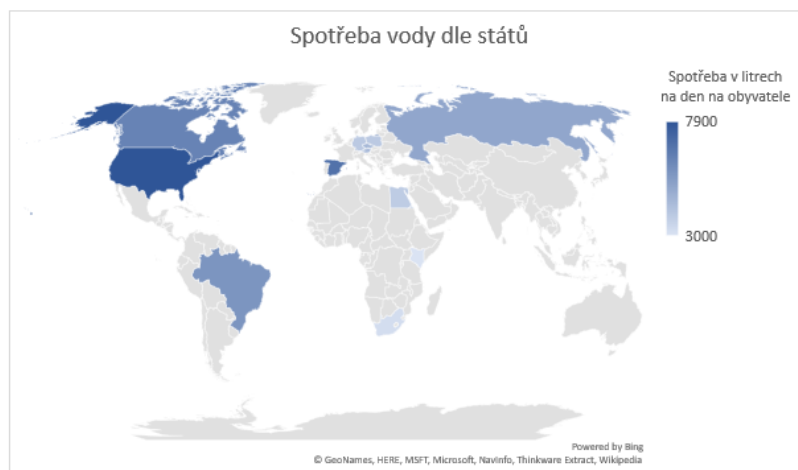 Spotřeba vody dle států
Spotřeba v litrech
na den na obyvatele
7900
3000
Powered by Bing
© GeoNames, HERE, MSFT, Microsoft, NavInfo, Thinkware Extract, Wikipedia